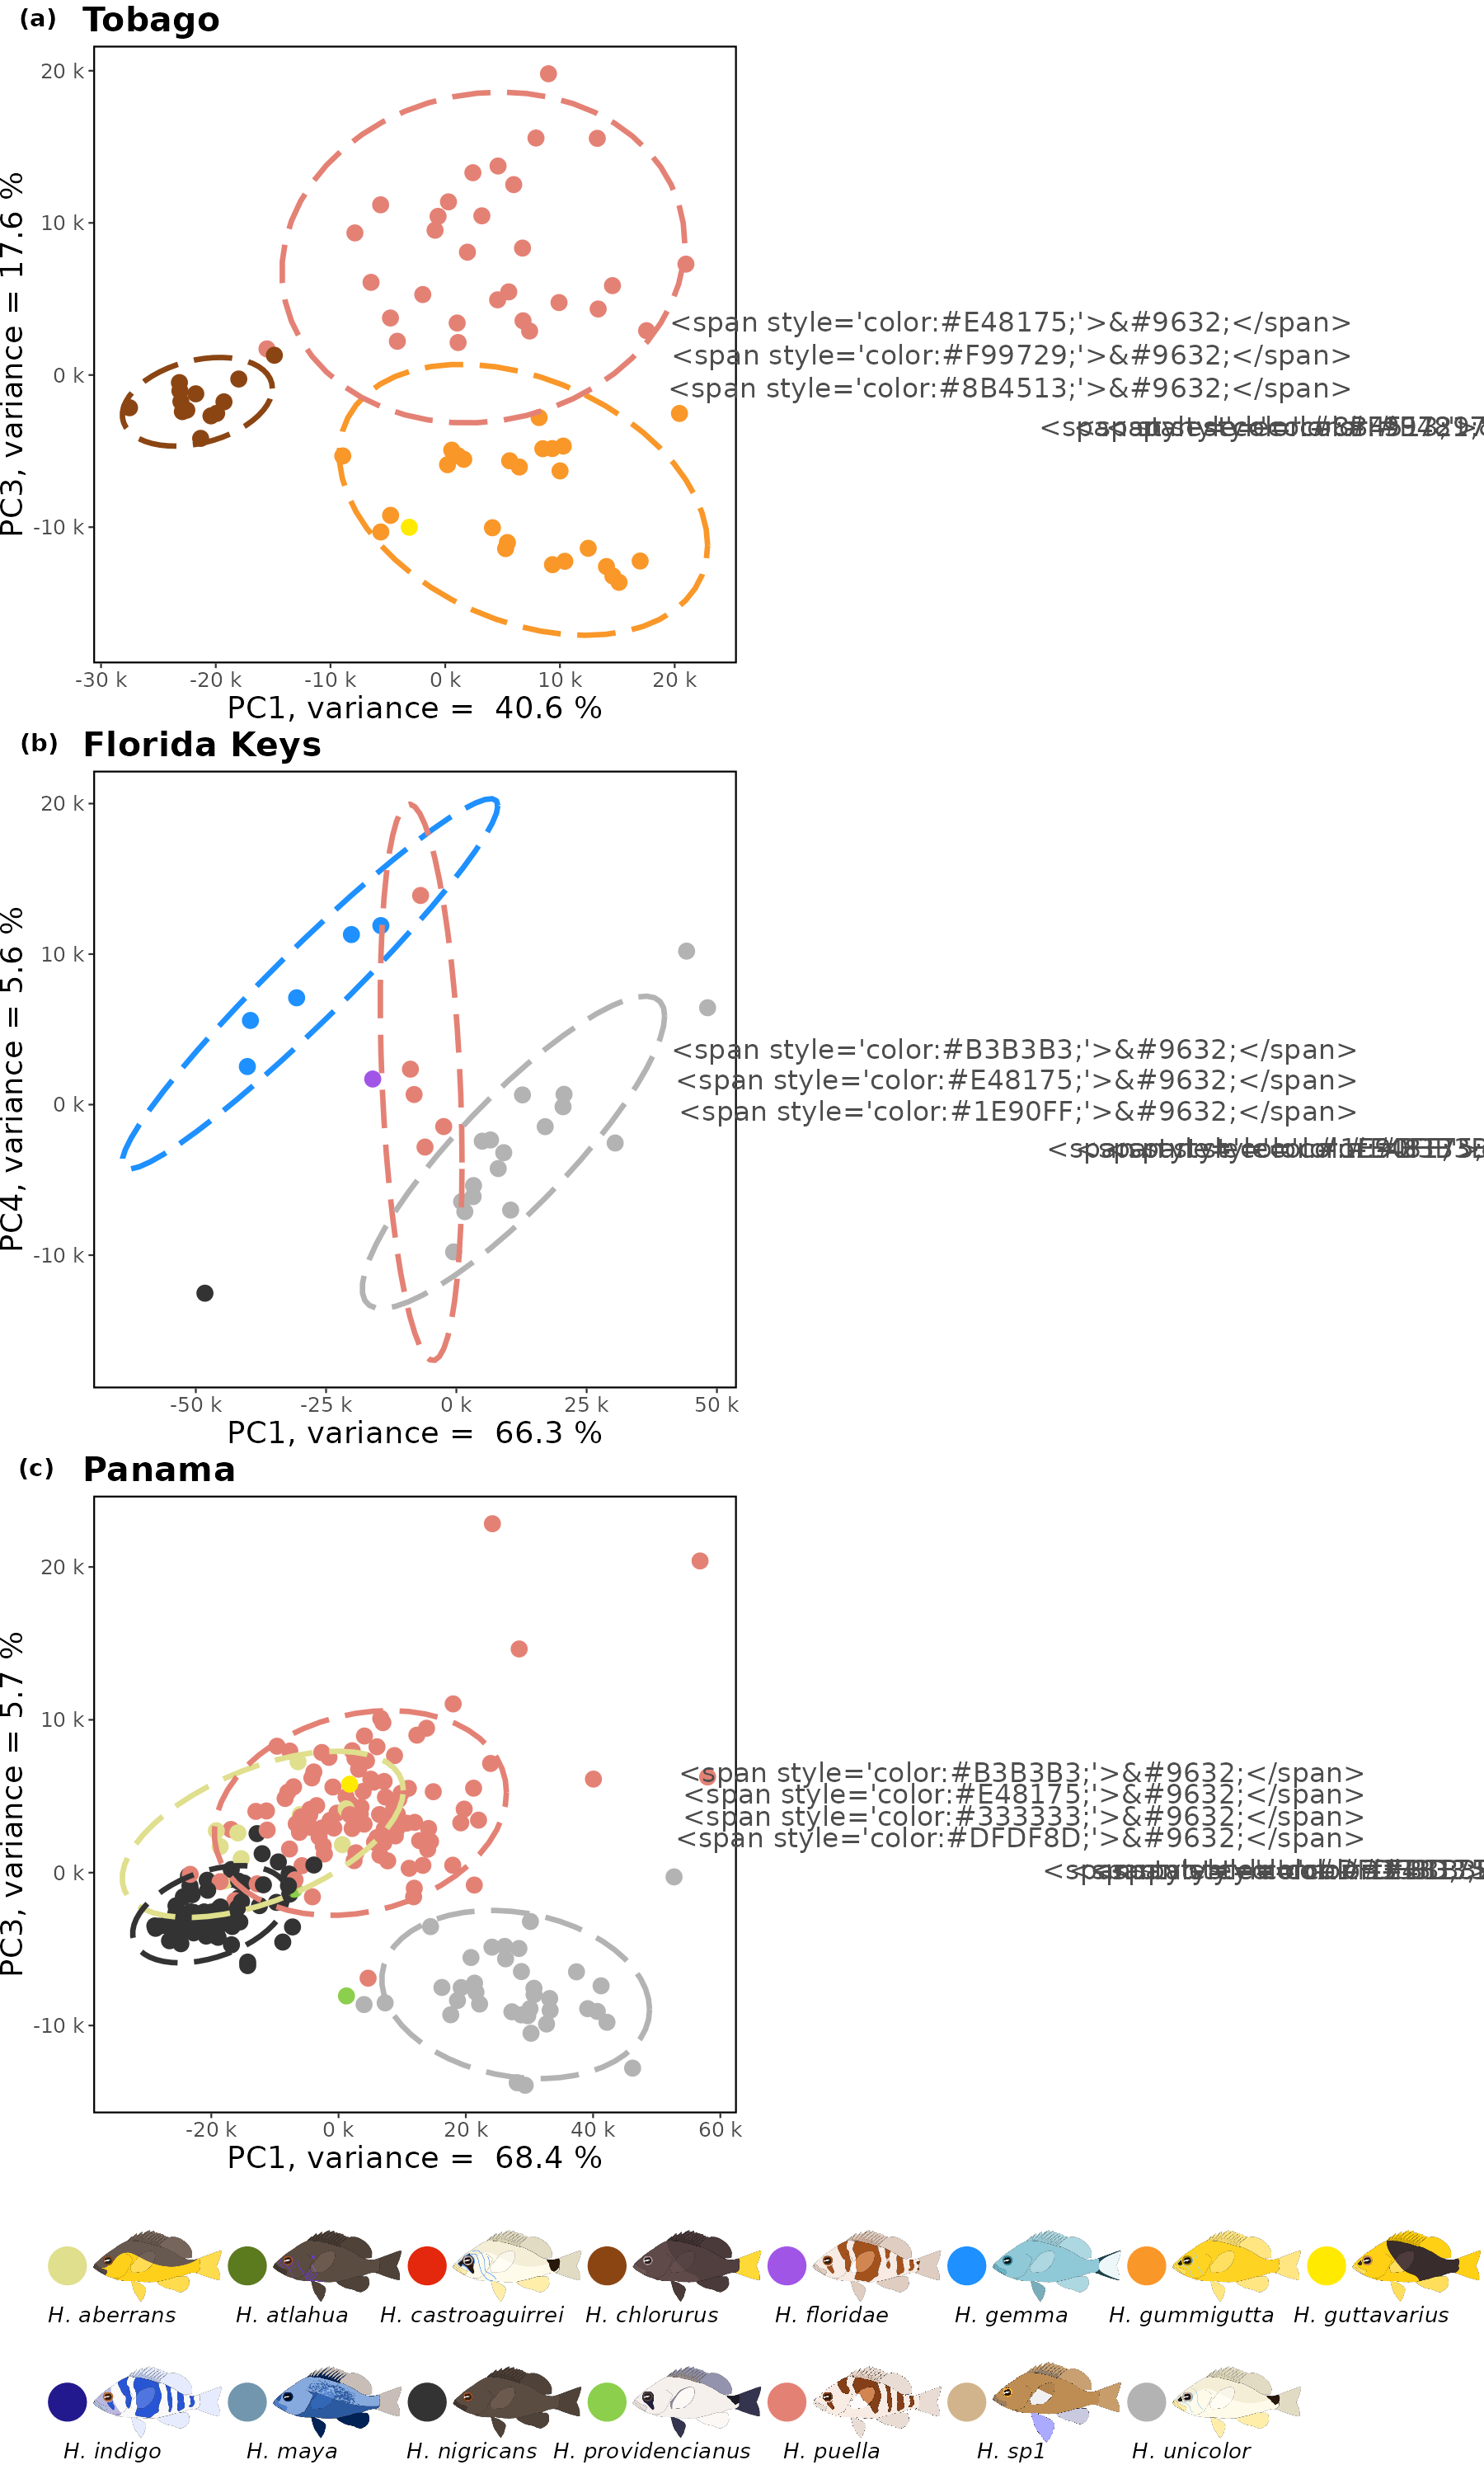 (a) Tobago
20 k
10 k
0 k
-10 k
PC3, variance = 17.6 %
<span style='color:#E48175;'>&#9632;</span>
<span style='color:#F99729;'>&#9632;</span>
<span style='color:#8B4513;'>&#9632;</span>
-30 k -20 k -10 k 0 k 10 k 20 k
PC1, variance = 40.6 %
(b) Florida Keys
20 k
10 k
0 k
-10 k
PC4, variance = 5.6 %
<span style='color:#B3B3B3;'>&#9632;</span>
<span style='color:#E48175;'>&#9632;</span>
<span style='color:#1E90FF;'>&#9632;</span>
-50 k -25 k 0 k 25 k 50 k
PC1, variance = 66.3 %
(c) Panama
20 k
10 k
0 k
-10 k
PC3, variance = 5.7 %
<span style='color:#B3B3B3;'>&#9632;</span>
<span style='color:#E48175;'>&#9632;</span>
<span style='color:#333333;'>&#9632;</span>
<span style='color:#DFDF8D;'>&#9632;</span>
-20 k 0 k 20 k 40 k 60 k
PC1, variance = 68.4 %
H. aberrans H. atlahua H. castroaguirrei H. chlorurus H. floridae H. gemma H. gummigutta H. guttavarius
H. indigo H. maya H. nigricans H. providencianus H. puella H. sp1 H. unicolor